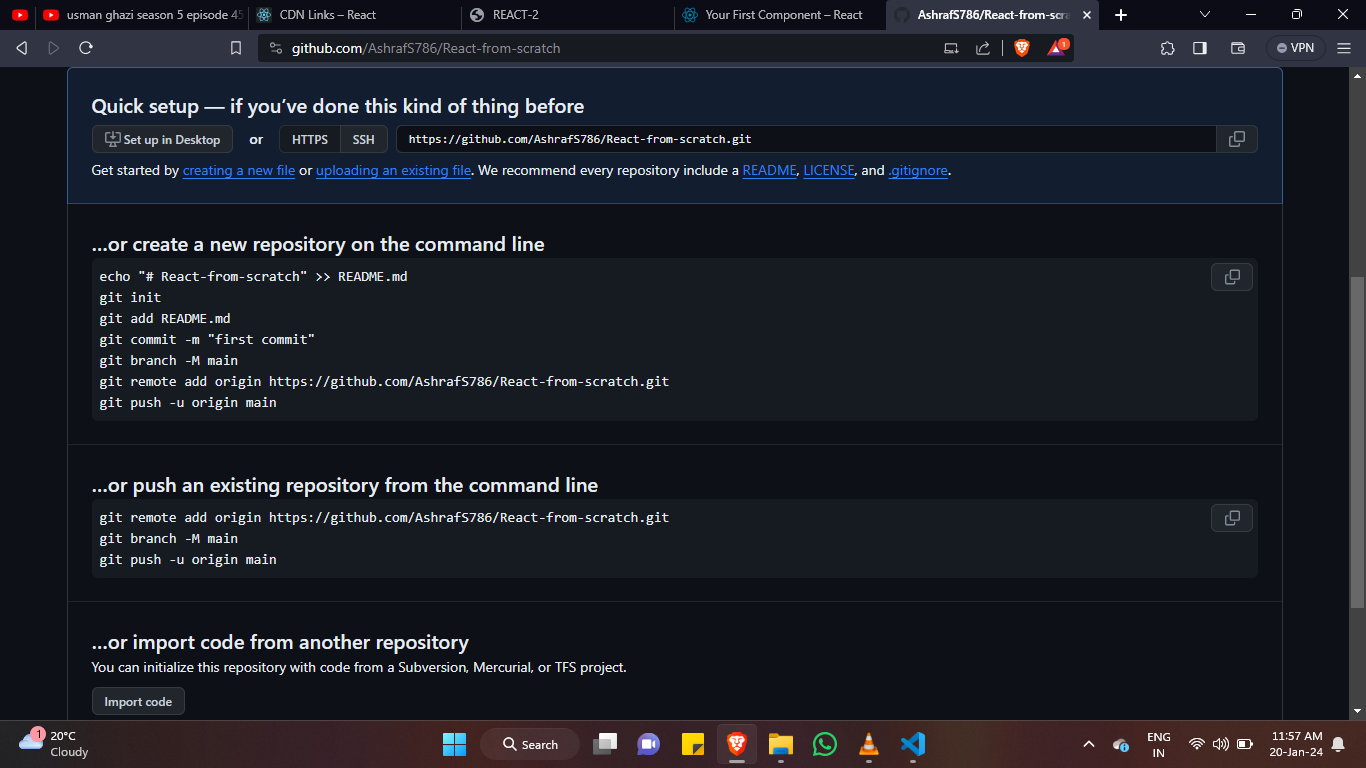 usman ghazi season 5 episode 45
CDN Links – React
REACT-2
Your First Component – React
AshrafS786/React-from-scra
github.com/AshrafS786/React-from-scratch
1
VPN
Quick setup — if you’ve done this kind of thing before
Set up in Desktop
or
HTTPS
SSH
https://github.com/AshrafS786/React-from-scratch.git
Get started by creating a new file or uploading an existing file. We recommend every repository include a README, LICENSE, and .gitignore.
…or create a new repository on the command line
echo "# React-from-scratch" >> README.md
git init
git add README.md
git commit -m "first commit"
git branch -M main
git remote add origin https://github.com/AshrafS786/React-from-scratch.git
git push -u origin main
…or push an existing repository from the command line
git remote add origin https://github.com/AshrafS786/React-from-scratch.git
git branch -M main
git push -u origin main
…or import code from another repository
You can initialize this repository with code from a Subversion, Mercurial, or TFS project.
Import code
1
20°C
Cloudy
Search
ENG
IN
11:57 AM
20-Jan-24